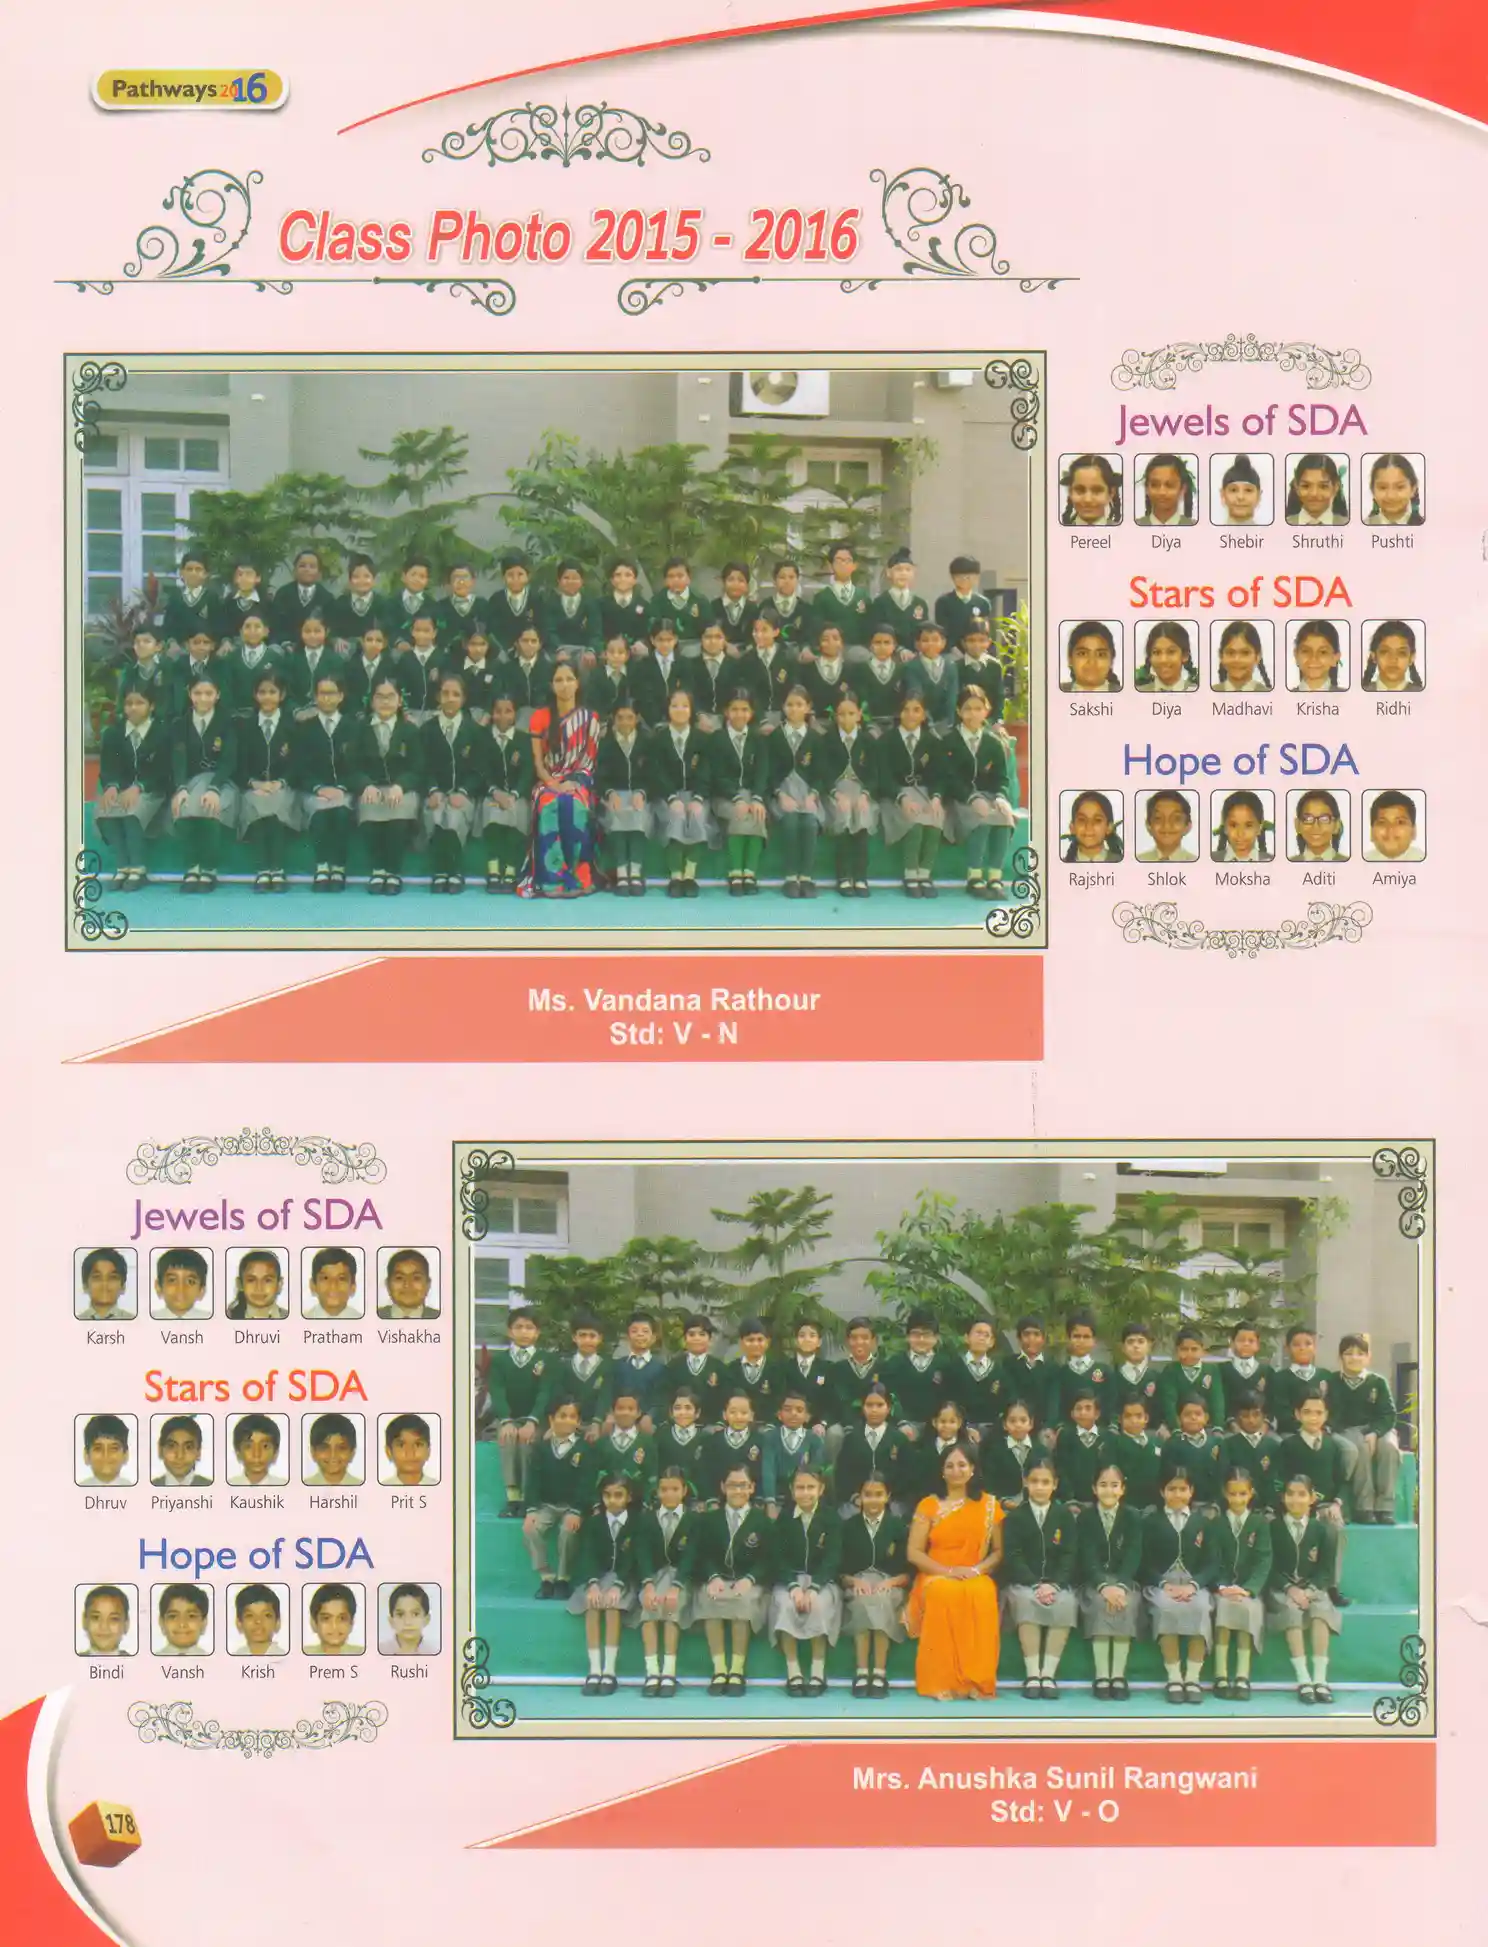 Pathways 2016
Class Photo 2015 - 2016
Jewels of SDA
Pereel Diya Shebir Shruthi Pushti
Stars of SDA
Sakshi Diya Madhavi Krisha Ridhi
Hope of SDA
Rajshri Shlok Moksha Aditi Amiya
Ms. Vandana Rathour
Std: V - N
Jewels of SDA
Karsh Vansh Dhruvi Pratham Vishakha
Stars of SDA
Dhruv Priyanshi Kaushik Harshil Prit S
Hope of SDA
Bindi Vansh Krish Prem S Rushi
Mrs. Anushka Sunil Rangwani
Std: V - O
178